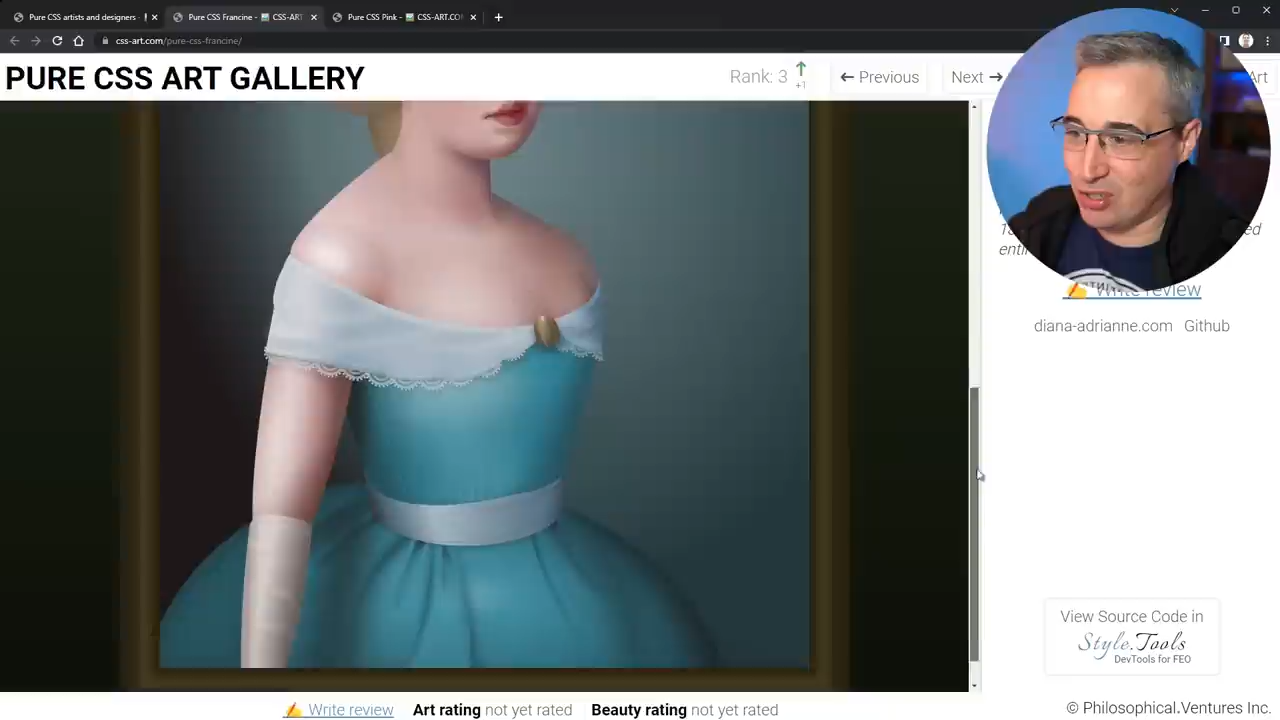 Pure CSS artists and designers -
Pure CSS Francine - CSS-ART
Pure CSS Pink - CSS-ART.CO
css-art.com/pure-css-francine/
PURE CSS ART GALLERY
Rank: 3
+1
Previous
Next
Art
ed
Write review
diana-adrianne.com Github
View Source Code in
Style.Tools
DevTools for FEO
Write review Art rating not yet rated Beauty rating not yet rated
© Philosophical.Ventures Inc.